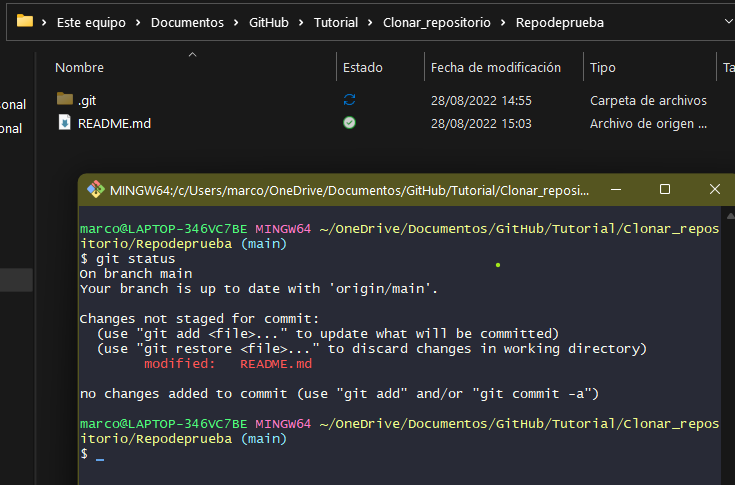 Este equipo > Documentos > GitHub > Tutorial > Clonar_repositorio > Repodeprueba
Nombre Estado Fecha de modificación Tipo Ta
sonal
onal
.git 28/08/2022 14:55 Carpeta de archivos
README.md 28/08/2022 15:03 Archivo de origen ...
MINGW64:/c/Users/marco/OneDrive/Documentos/GitHub/Tutorial/Clonar_reposi...
marco@LAPTOP-346VC7BE MINGW64 ~/OneDrive/Documentos/GitHub/Tutorial/Clonar_repos
itorio/Repodeprueba (main)
$ git status
On branch main
Your branch is up to date with 'origin/main'.
Changes not staged for commit:
(use "git add <file>..." to update what will be committed)
(use "git restore <file>..." to discard changes in working directory)
modified: README.md
no changes added to commit (use "git add" and/or "git commit -a")
marco@LAPTOP-346VC7BE MINGW64 ~/OneDrive/Documentos/GitHub/Tutorial/Clonar_repos
itorio/Repodeprueba (main)
$ _